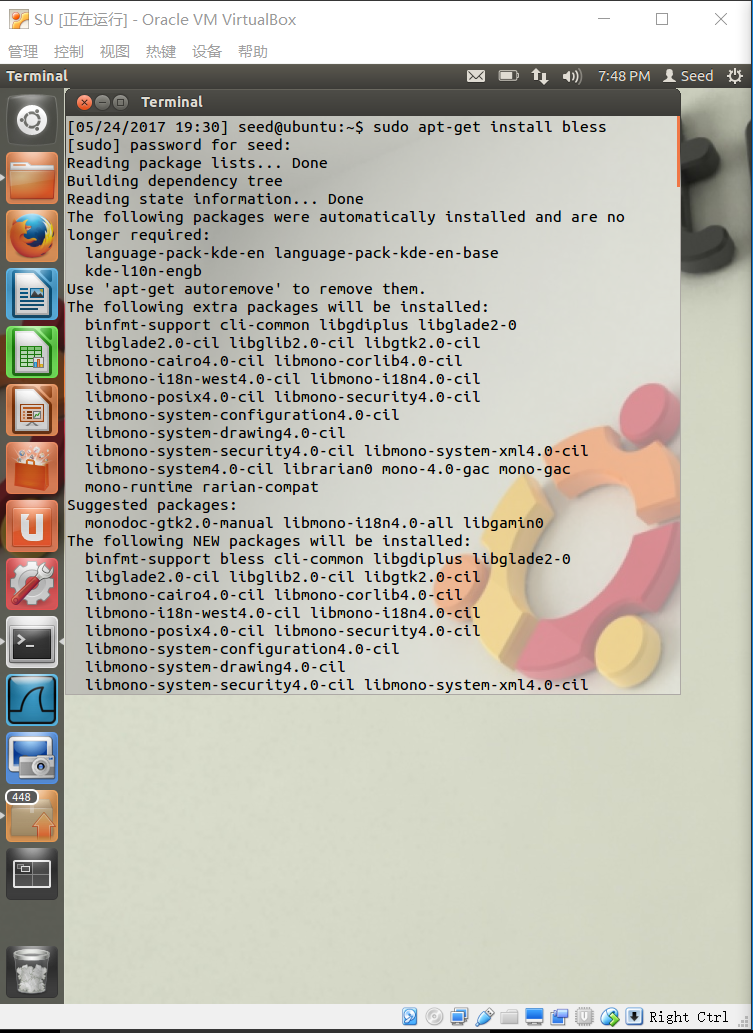 SU [正在运行] - Oracle VM VirtualBox
管理 控制 视图 热键 设备 帮助
Terminal 7:48 PM Seed
Terminal
[05/24/2017 19:30] seed@ubuntu:~$ sudo apt-get install bless
[sudo] password for seed:
Reading package lists... Done
Building dependency tree
Reading state information... Done
The following packages were automatically installed and are no
longer required:
  language-pack-kde-en language-pack-kde-en-base
  kde-l10n-engb
Use 'apt-get autoremove' to remove them.
The following extra packages will be installed:
  binfmt-support cli-common libgdiplus libglade2-0
  libglade2.0-cil libglib2.0-cil libgtk2.0-cil
  libmono-cairo4.0-cil libmono-corlib4.0-cil
  libmono-i18n-west4.0-cil libmono-i18n4.0-cil
  libmono-posix4.0-cil libmono-security4.0-cil
  libmono-system-configuration4.0-cil
  libmono-system-drawing4.0-cil
  libmono-system-security4.0-cil libmono-system-xml4.0-cil
  libmono-system4.0-cil librarian0 mono-4.0-gac mono-gac
  mono-runtime rarian-compat
Suggested packages:
  monodoc-gtk2.0-manual libmono-i18n4.0-all libgamin0
The following NEW packages will be installed:
  binfmt-support bless cli-common libgdiplus libglade2-0
  libglade2.0-cil libglib2.0-cil libgtk2.0-cil
  libmono-cairo4.0-cil libmono-corlib4.0-cil
  libmono-i18n-west4.0-cil libmono-i18n4.0-cil
  libmono-posix4.0-cil libmono-security4.0-cil
  libmono-system-configuration4.0-cil
  libmono-system-drawing4.0-cil
  libmono-system-security4.0-cil libmono-system-xml4.0-cil
448
Right Ctrl